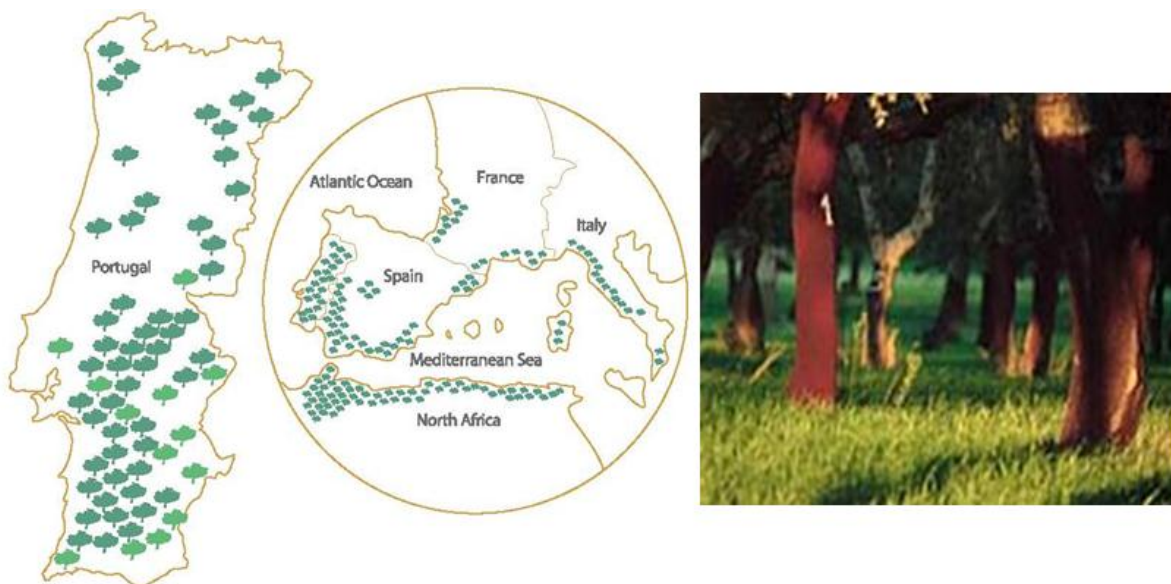 Portugal
Atlantic Ocean
France
Italy
Spain
Mediterranean Sea
North Africa